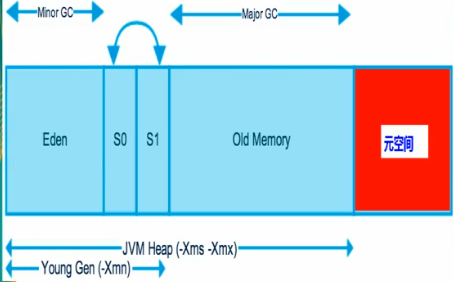 Minor GC
Major GC
Eden
S0
S1
Old Memory
元空间
JVM Heap (-Xms -Xmx)
Young Gen (-Xmn)